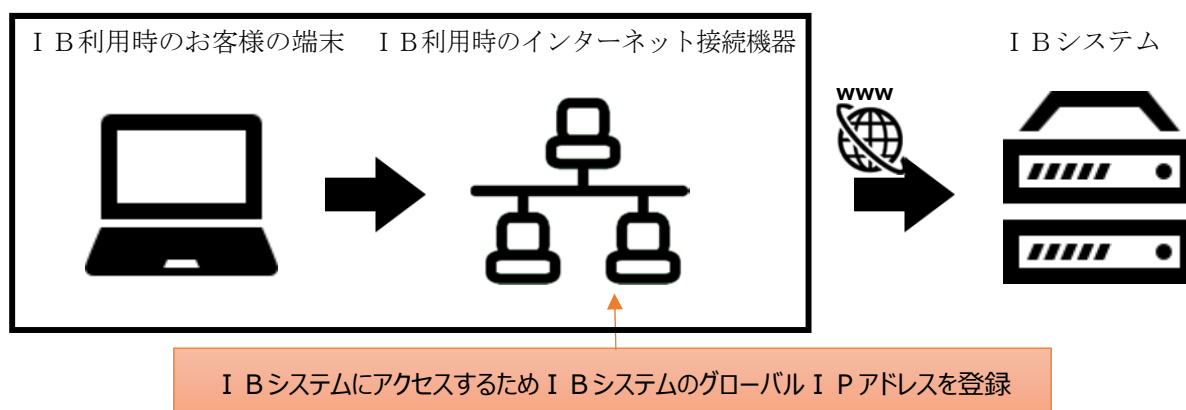 ＩＢ利用時のお客様の端末
ＩＢ利用時のインターネット接続機器
ＩＢシステム
www
ＩＢシステムにアクセスするためＩＢシステムのグローバルＩＰアドレスを登録